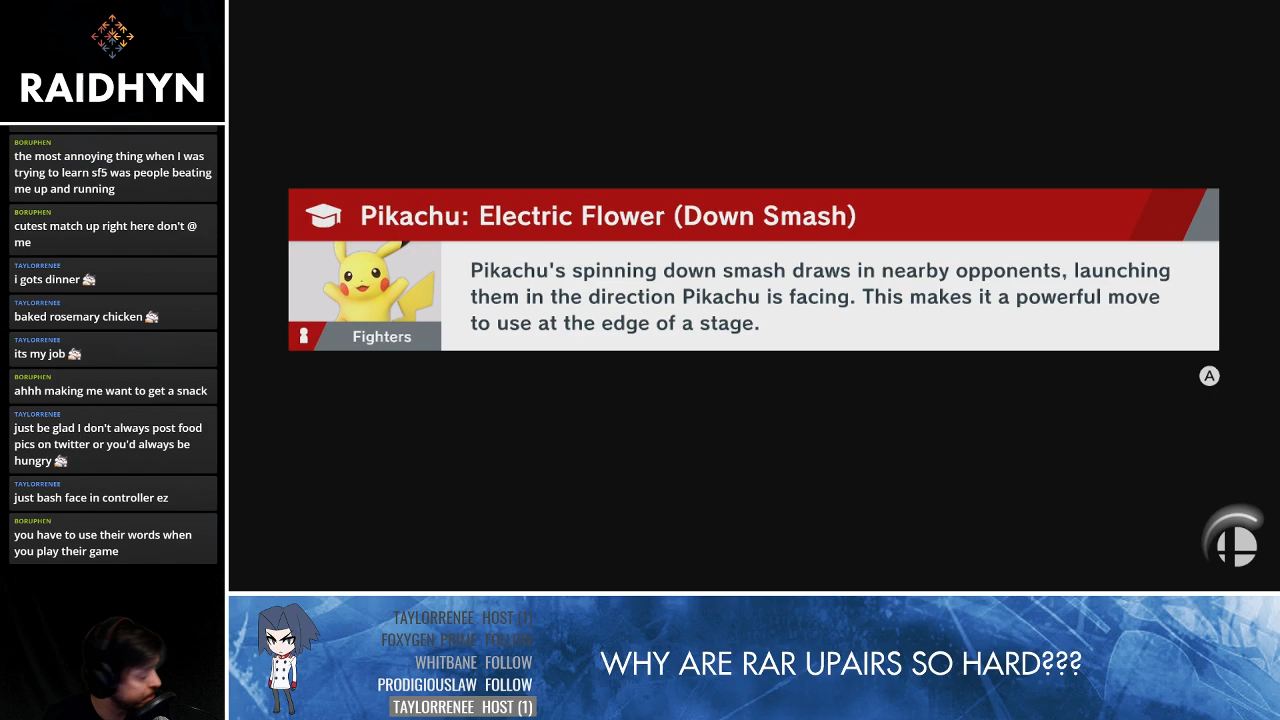 RAIDHYN
BORUPHEN
the most annoying thing when I was
trying to learn sf5 was people beating
me up and running
BORUPHEN
cutest match up right here don't @
me
TAYLORRENEE
i gots dinner
TAYLORRENEE
baked rosemary chicken
TAYLORRENEE
its my job
BORUPHEN
ahhh making me want to get a snack
TAYLORRENEE
just be glad I don't always post food
pics on twitter or you'd always be
hungry
TAYLORRENEE
just bash face in controller ez
BORUPHEN
you have to use their words when
you play their game
Pikachu: Electric Flower (Down Smash)
Pikachu's spinning down smash draws in nearby opponents, launching
them in the direction Pikachu is facing. This makes it a powerful move
to use at the edge of a stage.
Fighters
A
TAYLORRENEE HOST (1)
FOXYGEN PRIME FOLLOW
WHITBANE FOLLOW
PRODIGIOUSLAW FOLLOW
TAYLORRENEE HOST (1)
WHY ARE RAR UPAIRS SO HARD???